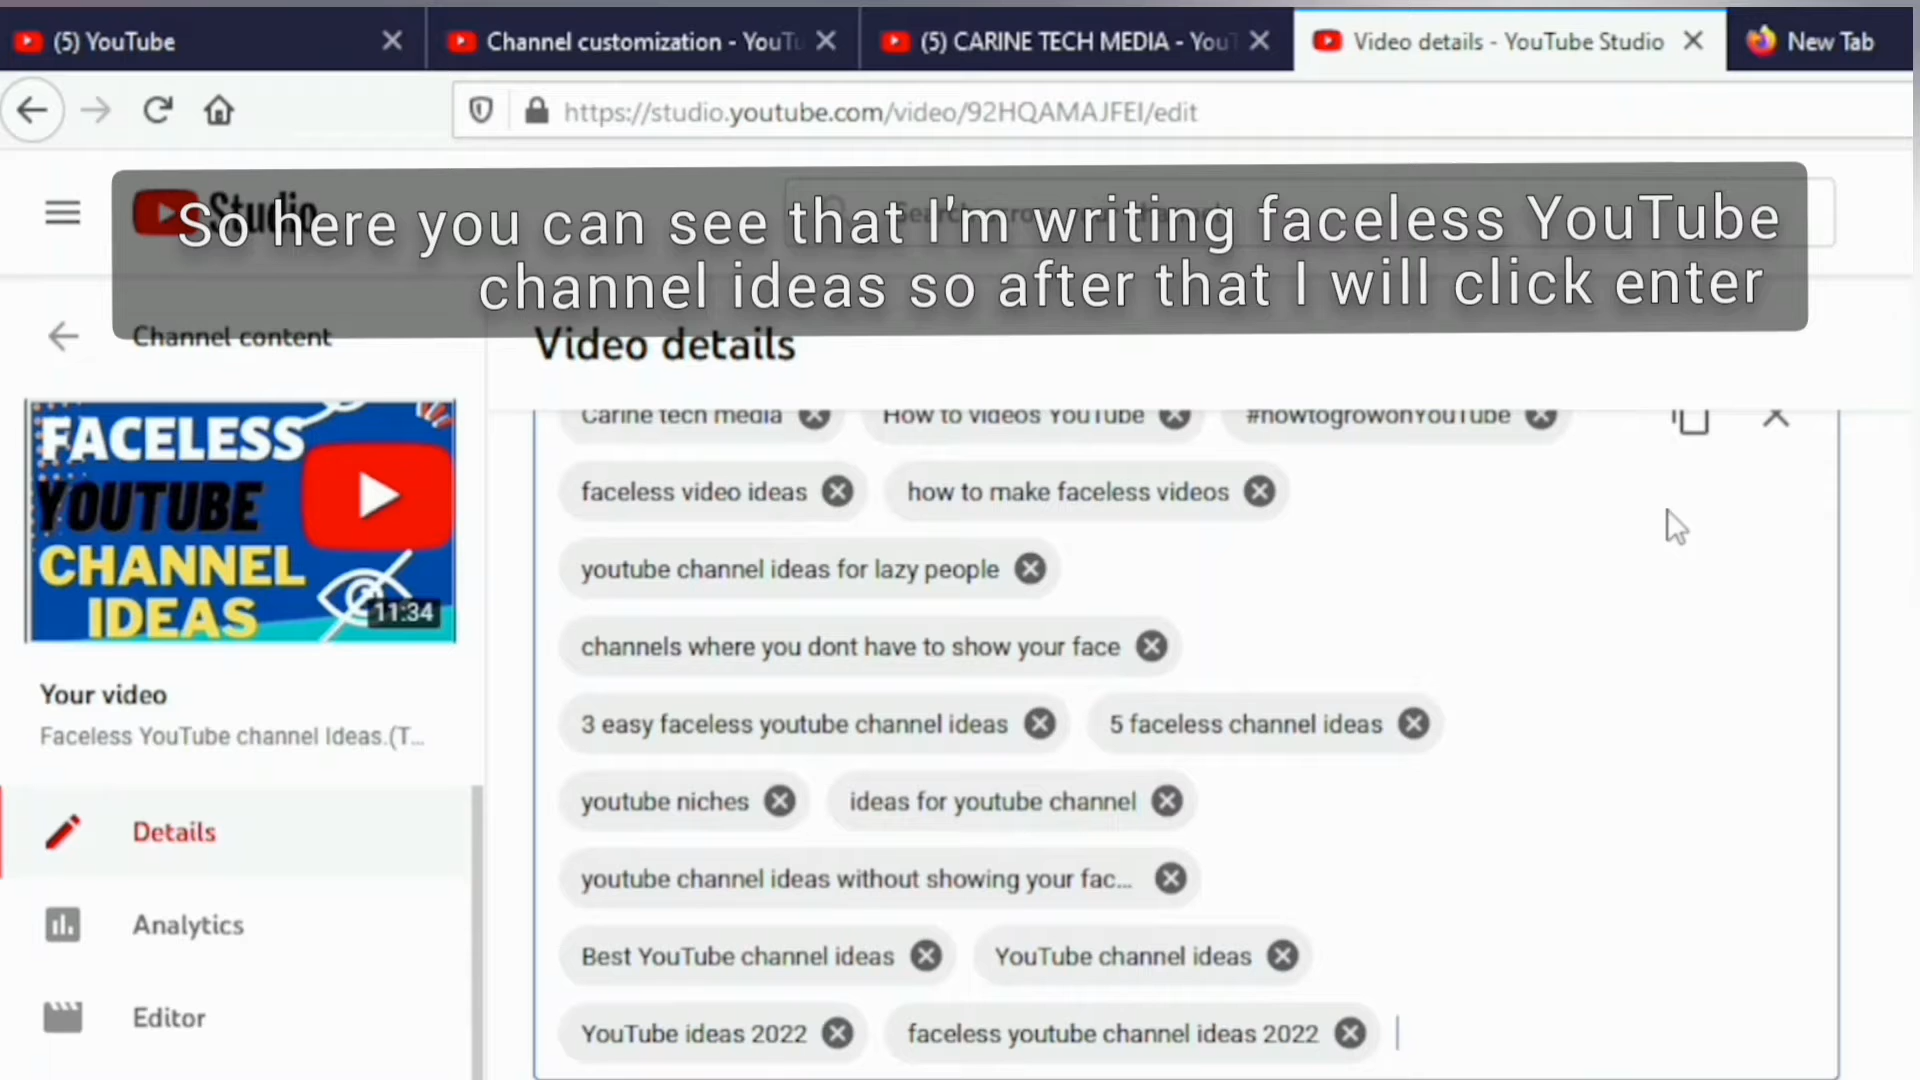 (5) YouTube
Channel customization - YouTu
(5) CARINE TECH MEDIA - YouT
Video details - YouTube Studio
New Tab
https://studio.youtube.com/video/92HQAMAJFEI/edit
Studio
So here you can see that I'm writing faceless YouTube
channel ideas so after that I will click enter
Channel content
Video details
FACELESS
YOUTUBE
CHANNEL
IDEAS
11:34
Your video
Faceless YouTube channel Ideas.(T...
Details
Analytics
Editor
Carine tech media
How to videos YouTube
#howtogrowonYouTube
faceless video ideas
how to make faceless videos
youtube channel ideas for lazy people
channels where you dont have to show your face
3 easy faceless youtube channel ideas
5 faceless channel ideas
youtube niches
ideas for youtube channel
youtube channel ideas without showing your fac...
Best YouTube channel ideas
YouTube channel ideas
YouTube ideas 2022
faceless youtube channel ideas 2022